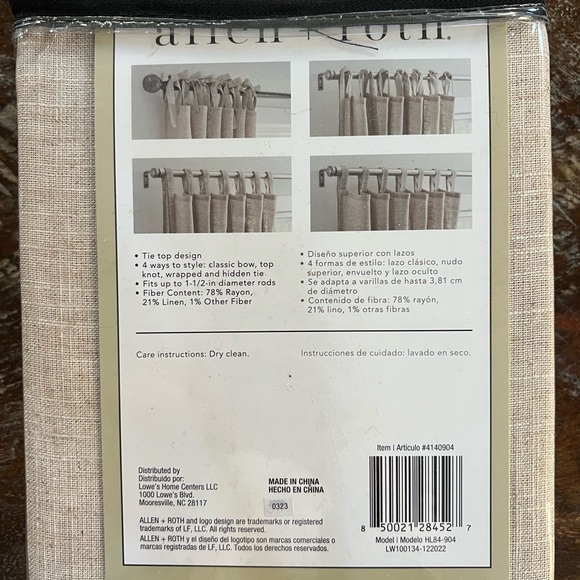 allen + roth®
• Tie top design
• 4 ways to style: classic bow, top
knot, wrapped and hidden tie
• Fits up to 1-1/2-in diameter rods
• Fiber Content: 78% Rayon,
21% Linen, 1% Other Fiber
• Diseño superior con lazos
• 4 formas de estilo: lazo clásico, nudo
superior, envuelto y lazo oculto
• Se adapta a varillas de hasta 3,81 cm
de diámetro
• Contenido de fibra: 78% rayón,
21% lino, 1% otras fibras
Care instructions: Dry clean.
Instrucciones de cuidado: lavado en seco.
Item | Artículo #4140904
Distributed by
Distribuido por:
Lowe's Home Centers LLC
1000 Lowe's Blvd.
Mooresville, NC 28117
MADE IN CHINA
HECHO EN CHINA
0323
ALLEN + ROTH and logo design are trademarks or registered
trademarks of LF, LLC. All rights reserved.
ALLEN + ROTH y el diseño del logotipo son marcas comerciales o
marcas registradas de LF, LLC. Todos los derechos reservados.
8 50021 28452 7
Model | Modelo HL84-904
LW100134-122022